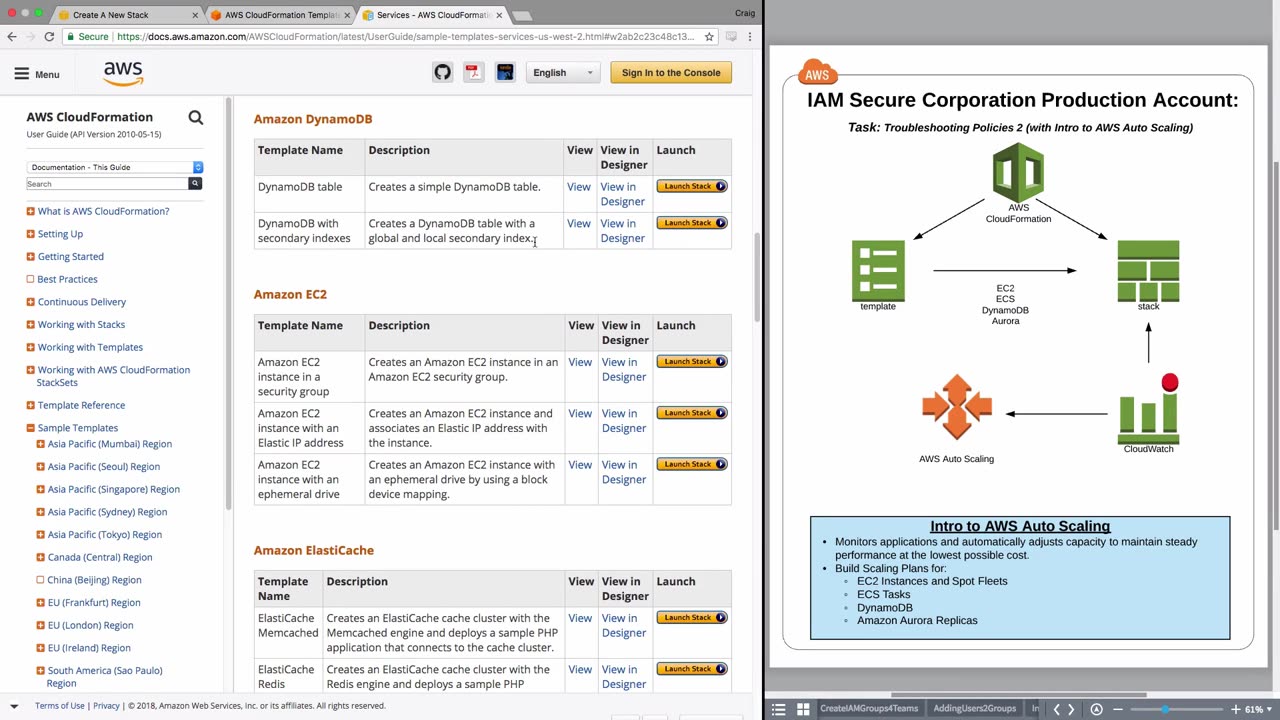 Create A New Stack
AWS CloudFormation Templat
Services - AWS CloudFormati
Craig
Secure
https://docs.aws.amazon.com/AWSCloudFormation/latest/UserGuide/sample-templates-services-us-west-2.html#w2ab2c23c48c13...
Menu
aws
English
Sign In to the Console
AWS CloudFormation
User Guide (API Version 2010-05-15)
Documentation - This Guide
Search
What is AWS CloudFormation?
Setting Up
Getting Started
Best Practices
Continuous Delivery
Working with Stacks
Working with Templates
Working with AWS CloudFormation
StackSets
Template Reference
Sample Templates
Asia Pacific (Mumbai) Region
Asia Pacific (Seoul) Region
Asia Pacific (Singapore) Region
Asia Pacific (Sydney) Region
Asia Pacific (Tokyo) Region
Canada (Central) Region
China (Beijing) Region
EU (Frankfurt) Region
EU (London) Region
EU (Ireland) Region
South America (Sao Paulo)
Region
Amazon DynamoDB
Template Name Description View View in Launch
Designer
DynamoDB table Creates a simple DynamoDB table. View View in Launch Stack
Designer
DynamoDB with Creates a DynamoDB table with a View View in Launch Stack
secondary indexes global and local secondary index. Designer
Amazon EC2
Template Name Description View View in Launch
Designer
Amazon EC2 Creates an Amazon EC2 instance in an View View in Launch Stack
instance in a Amazon EC2 security group. Designer
security group
Amazon EC2 Creates an Amazon EC2 instance and View View in Launch Stack
instance with an associates an Elastic IP address with Designer
Elastic IP address the instance.
Amazon EC2 Creates an Amazon EC2 instance with View View in Launch Stack
instance with an an ephemeral drive by using a block Designer
ephemeral drive device mapping.
Amazon ElastiCache
Template Description View View in Launch
Name Designer
ElastiCache Creates an ElastiCache cache cluster with the View View in Launch Stack
Memcached Memcached engine and deploys a sample PHP Designer
application that connects to the cache cluster.
ElastiCache Creates an ElastiCache cache cluster with the View View in Launch Stack
Redis Redis engine and deploys a sample PHP Designer
Terms of Use | Privacy | © 2018, Amazon Web Services, Inc. or its affiliates. All rights reserved.
AWS
IAM Secure Corporation Production Account:
Task: Troubleshooting Policies 2 (with Intro to AWS Auto Scaling)
AWS
CloudFormation
template
EC2
ECS
DynamoDB
Aurora
stack
AWS Auto Scaling
CloudWatch
Intro to AWS Auto Scaling
• Monitors applications and automatically adjusts capacity to maintain steady
performance at the lowest possible cost.
• Build Scaling Plans for:
◦ EC2 Instances and Spot Fleets
◦ ECS Tasks
◦ DynamoDB
◦ Amazon Aurora Replicas
CreateIAMGroups4Teams
AddingUsers2Groups
61%